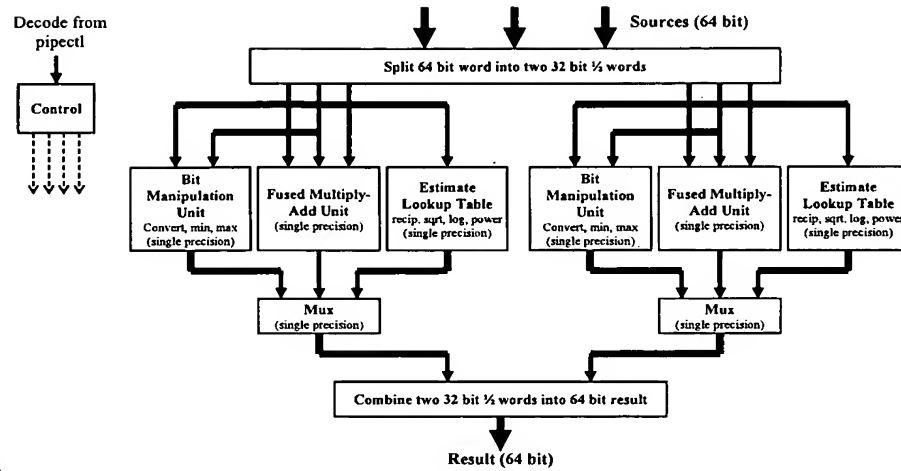 Decode from
pipectl
Control
Sources (64 bit)
Split 64 bit word into two 32 bit ½ words
Bit
Manipulation
Unit
Convert, min, max
(single precision)
Fused Multiply-
Add Unit
(single precision)
Estimate
Lookup Table
recip, sqrt, log, power
(single precision)
Bit
Manipulation
Unit
Convert, min, max
(single precision)
Fused Multiply-
Add Unit
(single precision)
Estimate
Lookup Table
recip, sqrt, log, power
(single precision)
Mux
(single precision)
Mux
(single precision)
Combine two 32 bit ½ words into 64 bit result
Result (64 bit)